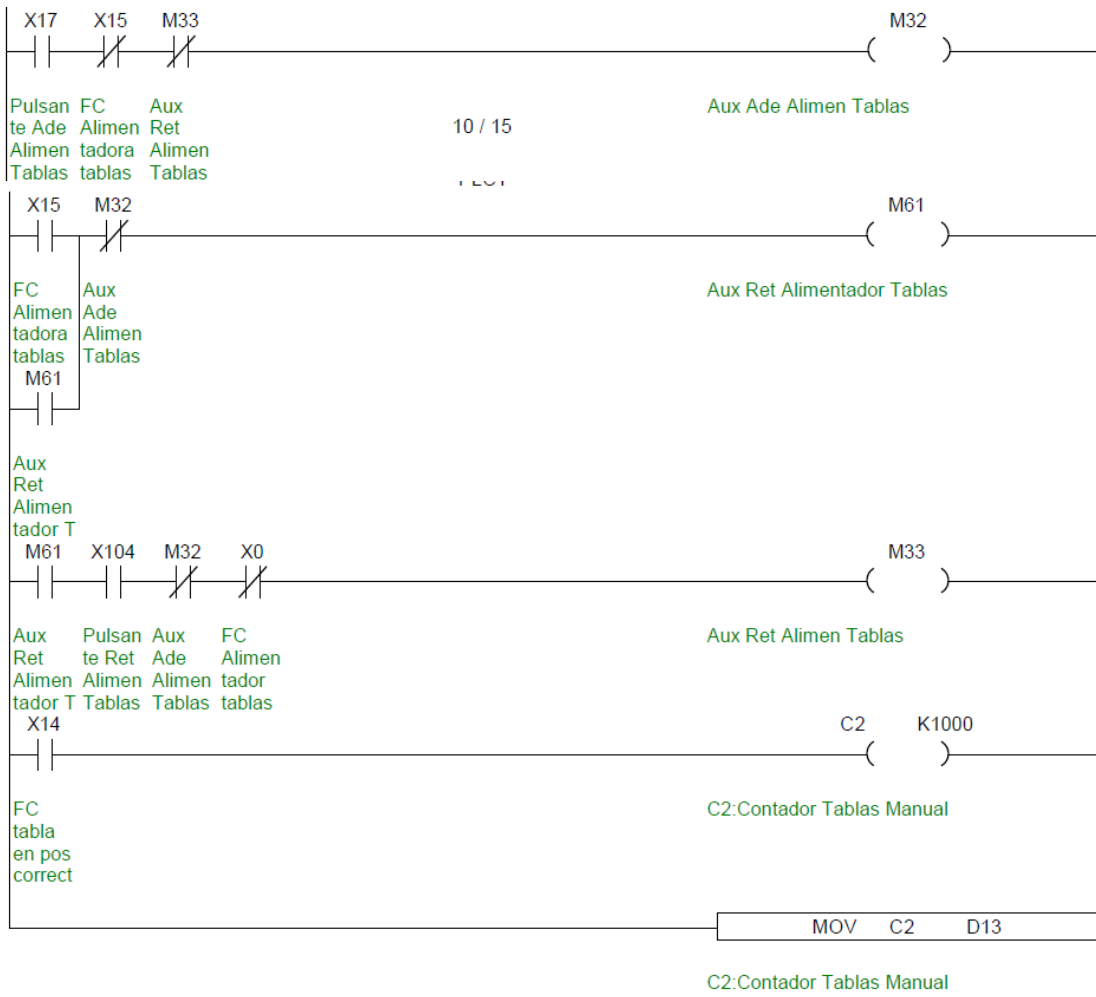 X17 X15 M33 M32
Pulsan FC Aux Aux Ade Alimen Tablas
te Ade Alimen Ret 10 / 15
Alimen tadora Alimen
Tablas tablas Tablas
X15 M32 M61
FC Aux Aux Ret Alimentador Tablas
Alimen Ade
tadora Alimen
tablas Tablas
M61
Aux
Ret
Alimen
tador T
M61 X104 M32 X0 M33
Aux Pulsan Aux FC Aux Ret Alimen Tablas
Ret te Ret Ade Alimen
Alimen Alimen Alimen tador
tador T Tablas Tablas tablas
X14 C2 K1000
FC C2:Contador Tablas Manual
tabla
en pos
correct
MOV C2 D13
C2:Contador Tablas Manual